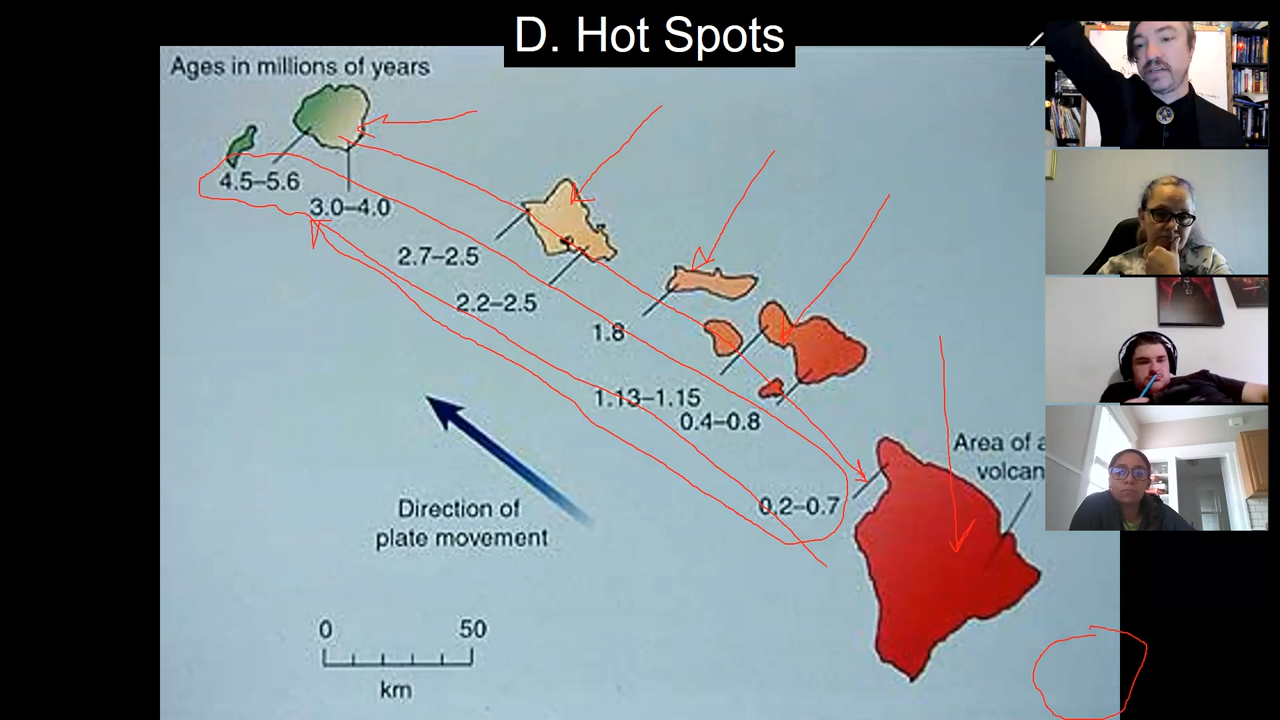 D. Hot Spots
Ages in millions of years
4.5–5.6
3.0–4.0
2.7–2.5
2.2–2.5
1.8
1.13–1.15
0.4–0.8
0.2–0.7
Area of a
volcan
Direction of
plate movement
0 50
km